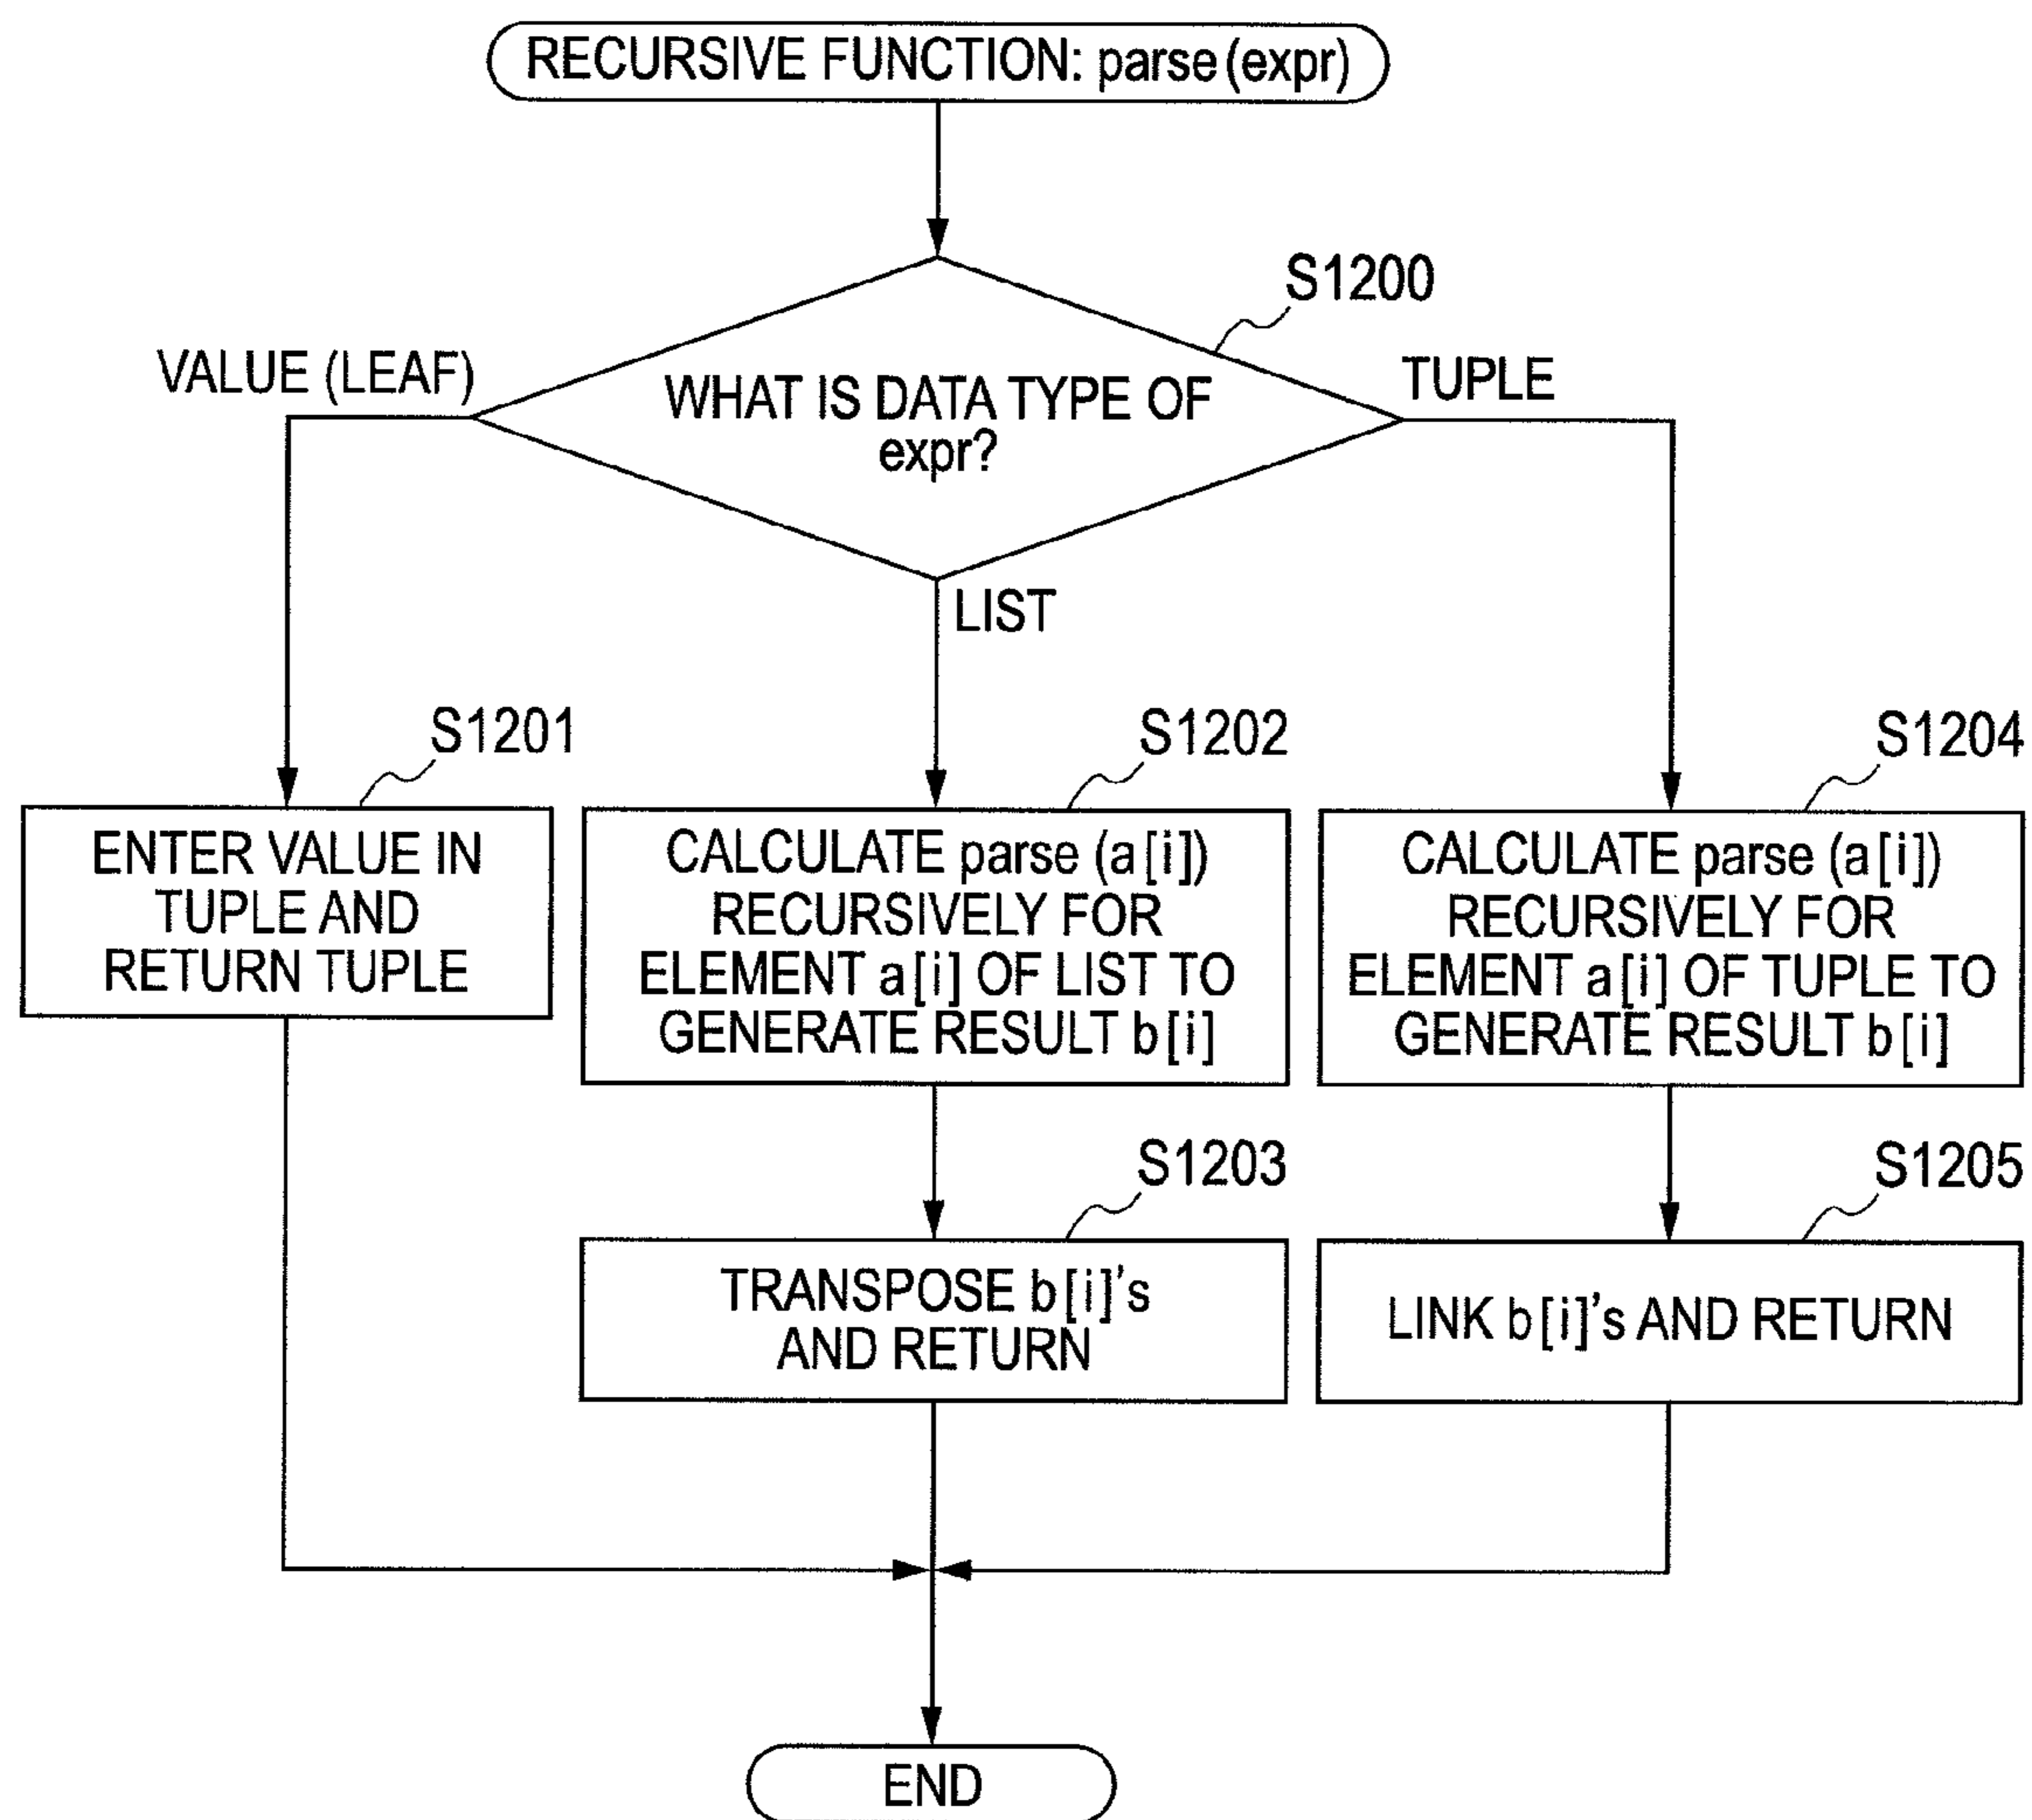 RECURSIVE FUNCTION: parse (expr)
S1200
VALUE (LEAF)
TUPLE
WHAT IS DATA TYPE OF
expr?
LIST
S1201
S1202
S1204
ENTER VALUE IN
TUPLE AND
RETURN TUPLE
CALCULATE parse (a[i])
RECURSIVELY FOR
ELEMENT a[i] OF LIST TO
GENERATE RESULT b[i]
CALCULATE parse (a[i])
RECURSIVELY FOR
ELEMENT a[i] OF TUPLE TO
GENERATE RESULT b[i]
S1203
S1205
TRANSPOSE b[i]'s
AND RETURN
LINK b[i]'s AND RETURN
END